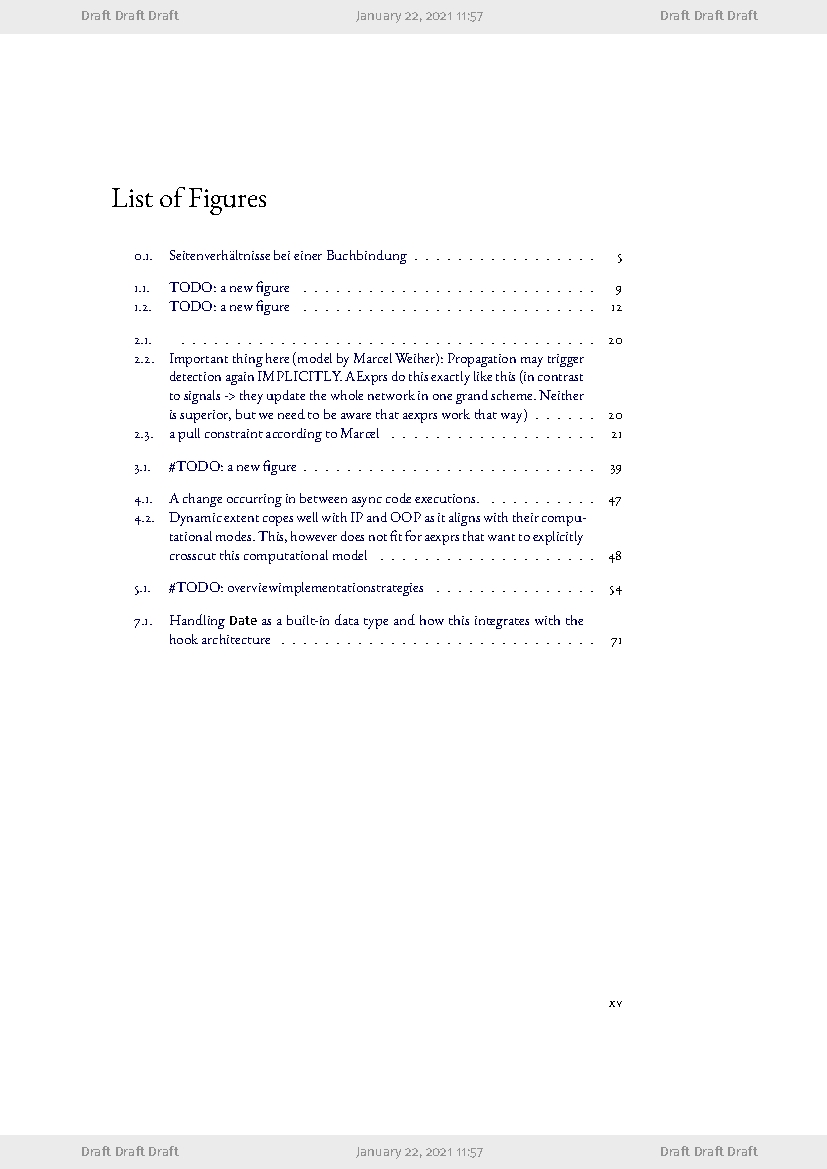 Draft Draft Draft January 22, 2021 11:57 Draft Draft Draft
List of Figures
0.1. Seitenverhältnisse bei einer Buchbindung . . . . . . . . . . . . . . . . . 5
1.1. TODO: a new figure . . . . . . . . . . . . . . . . . . . . . . . . . . . 9
1.2. TODO: a new figure . . . . . . . . . . . . . . . . . . . . . . . . . . . 12
2.1. . . . . . . . . . . . . . . . . . . . . . . . . . . . . . . . . . . . . . . 20
2.2. Important thing here (model by Marcel Weiher): Propagation may trigger
detection again IMPLICITLY. AExprs do this exactly like this (in contrast
to signals -> they update the whole network in one grand scheme. Neither
is superior, but we need to be aware that aexprs work that way) . . . . . . 20
2.3. a pull constraint according to Marcel . . . . . . . . . . . . . . . . . . . 21
3.1. #TODO: a new figure . . . . . . . . . . . . . . . . . . . . . . . . . . . 39
4.1. A change occurring in between async code executions. . . . . . . . . . . 47
4.2. Dynamic extent copes well with IP and OOP as it aligns with their compu-
tational modes. This, however does not fit for aexprs that want to explicitly
crosscut this computational model . . . . . . . . . . . . . . . . . . . . 48
5.1. #TODO: overviewimplementationstrategies . . . . . . . . . . . . . . . 54
7.1. Handling Date as a built-in data type and how this integrates with the
hook architecture . . . . . . . . . . . . . . . . . . . . . . . . . . . . . 71
xv
Draft Draft Draft January 22, 2021 11:57 Draft Draft Draft